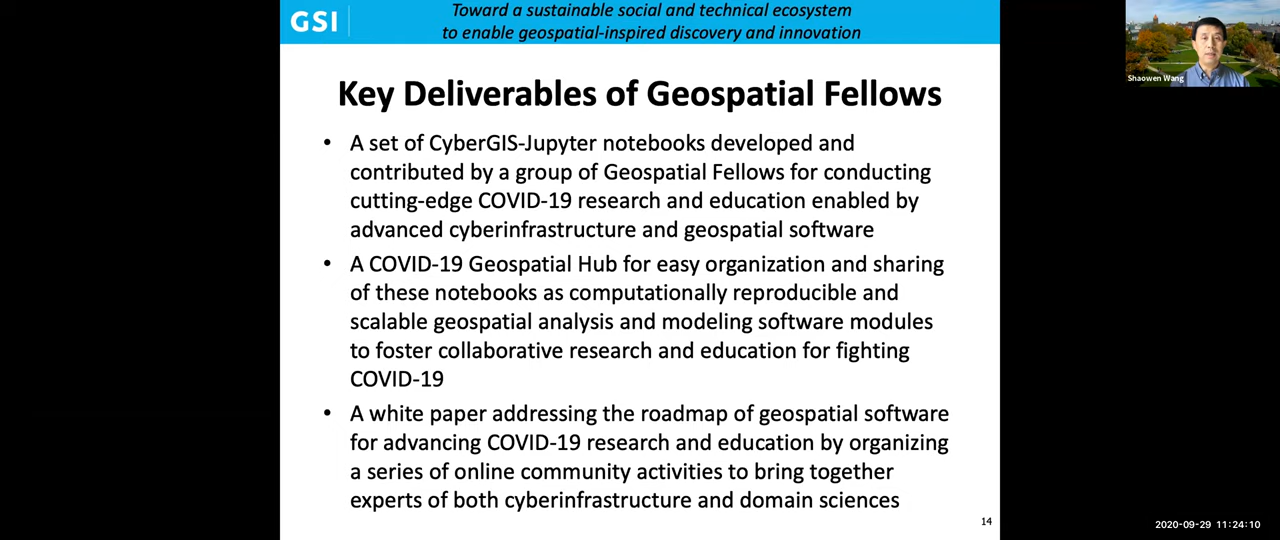 GSI
Toward a sustainable social and technical ecosystem
to enable geospatial-inspired discovery and innovation
Shaowen Wang
Key Deliverables of Geospatial Fellows
• A set of CyberGIS-Jupyter notebooks developed and
contributed by a group of Geospatial Fellows for conducting
cutting-edge COVID-19 research and education enabled by
advanced cyberinfrastructure and geospatial software
• A COVID-19 Geospatial Hub for easy organization and sharing
of these notebooks as computationally reproducible and
scalable geospatial analysis and modeling software modules
to foster collaborative research and education for fighting
COVID-19
• A white paper addressing the roadmap of geospatial software
for advancing COVID-19 research and education by organizing
a series of online community activities to bring together
experts of both cyberinfrastructure and domain sciences
14
2020-09-29 11:24:10